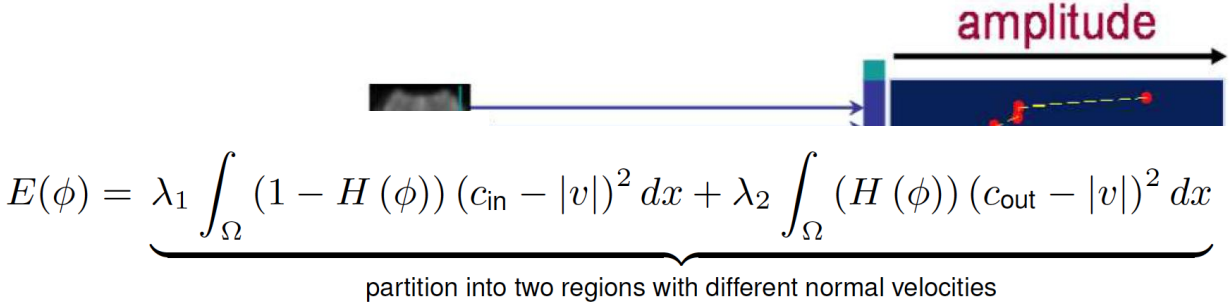 amplitude
E(φ) = λ₁ ∫_Ω (1 − H (φ)) (c_in − |v|)² dx + λ₂ ∫_Ω (H (φ)) (c_out − |v|)² dx
partition into two regions with different normal velocities